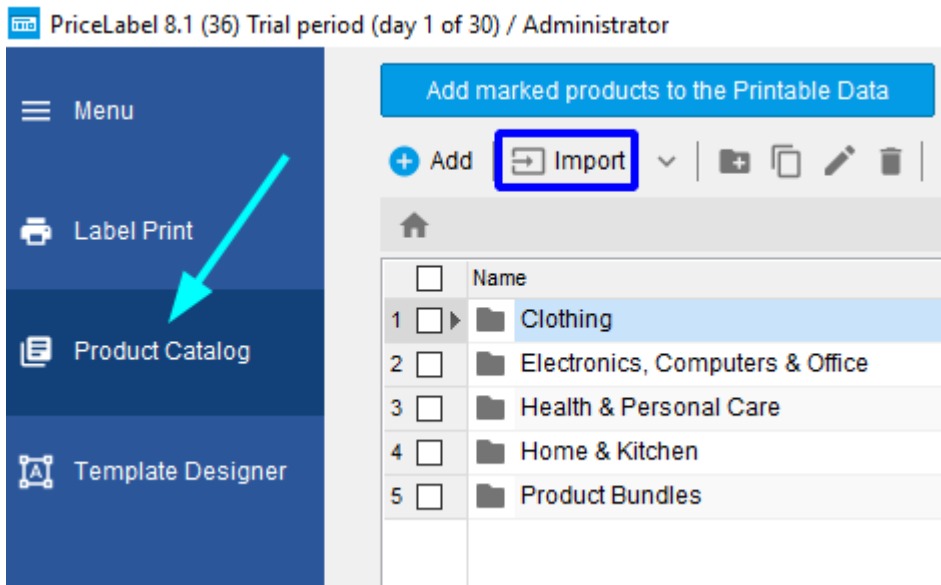 PriceLabel 8.1 (36) Trial period (day 1 of 30) / Administrator
Menu
Label Print
Product Catalog
Template Designer
Add marked products to the Printable Data
Add Import
Name
1 Clothing
2 Electronics, Computers & Office
3 Health & Personal Care
4 Home & Kitchen
5 Product Bundles